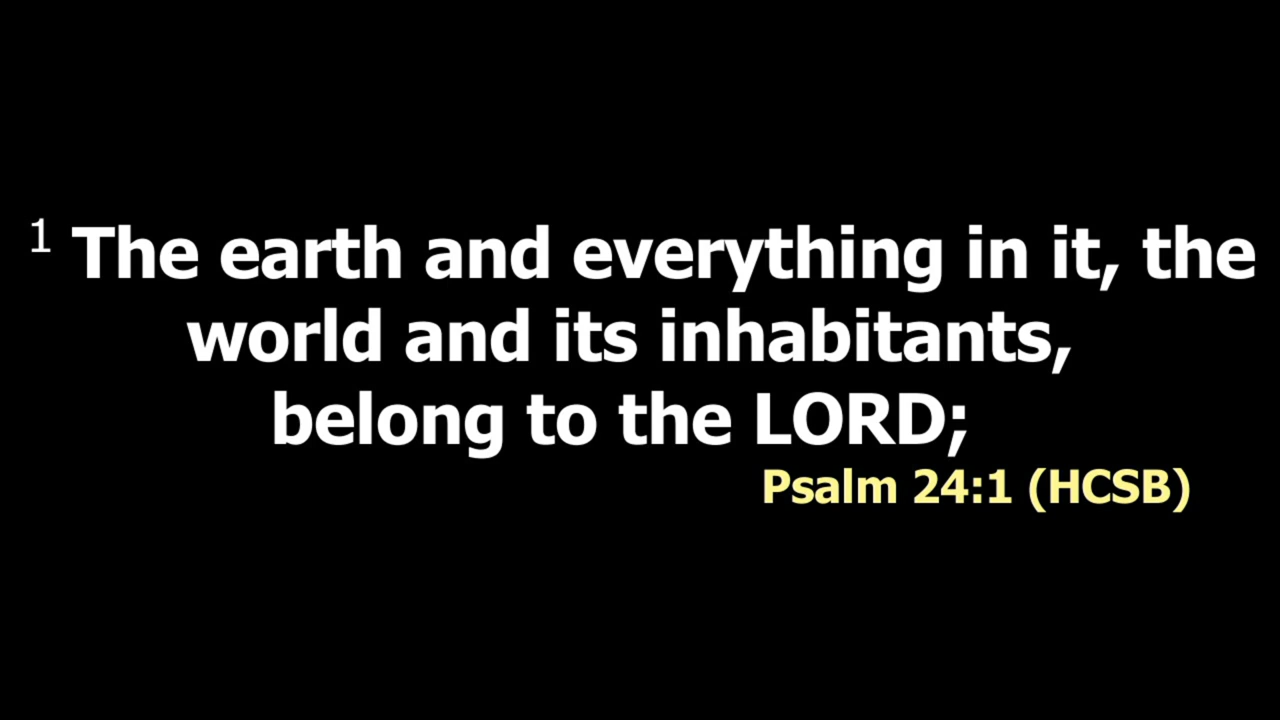 1 The earth and everything in it, the
world and its inhabitants,
belong to the LORD;
Psalm 24:1 (HCSB)